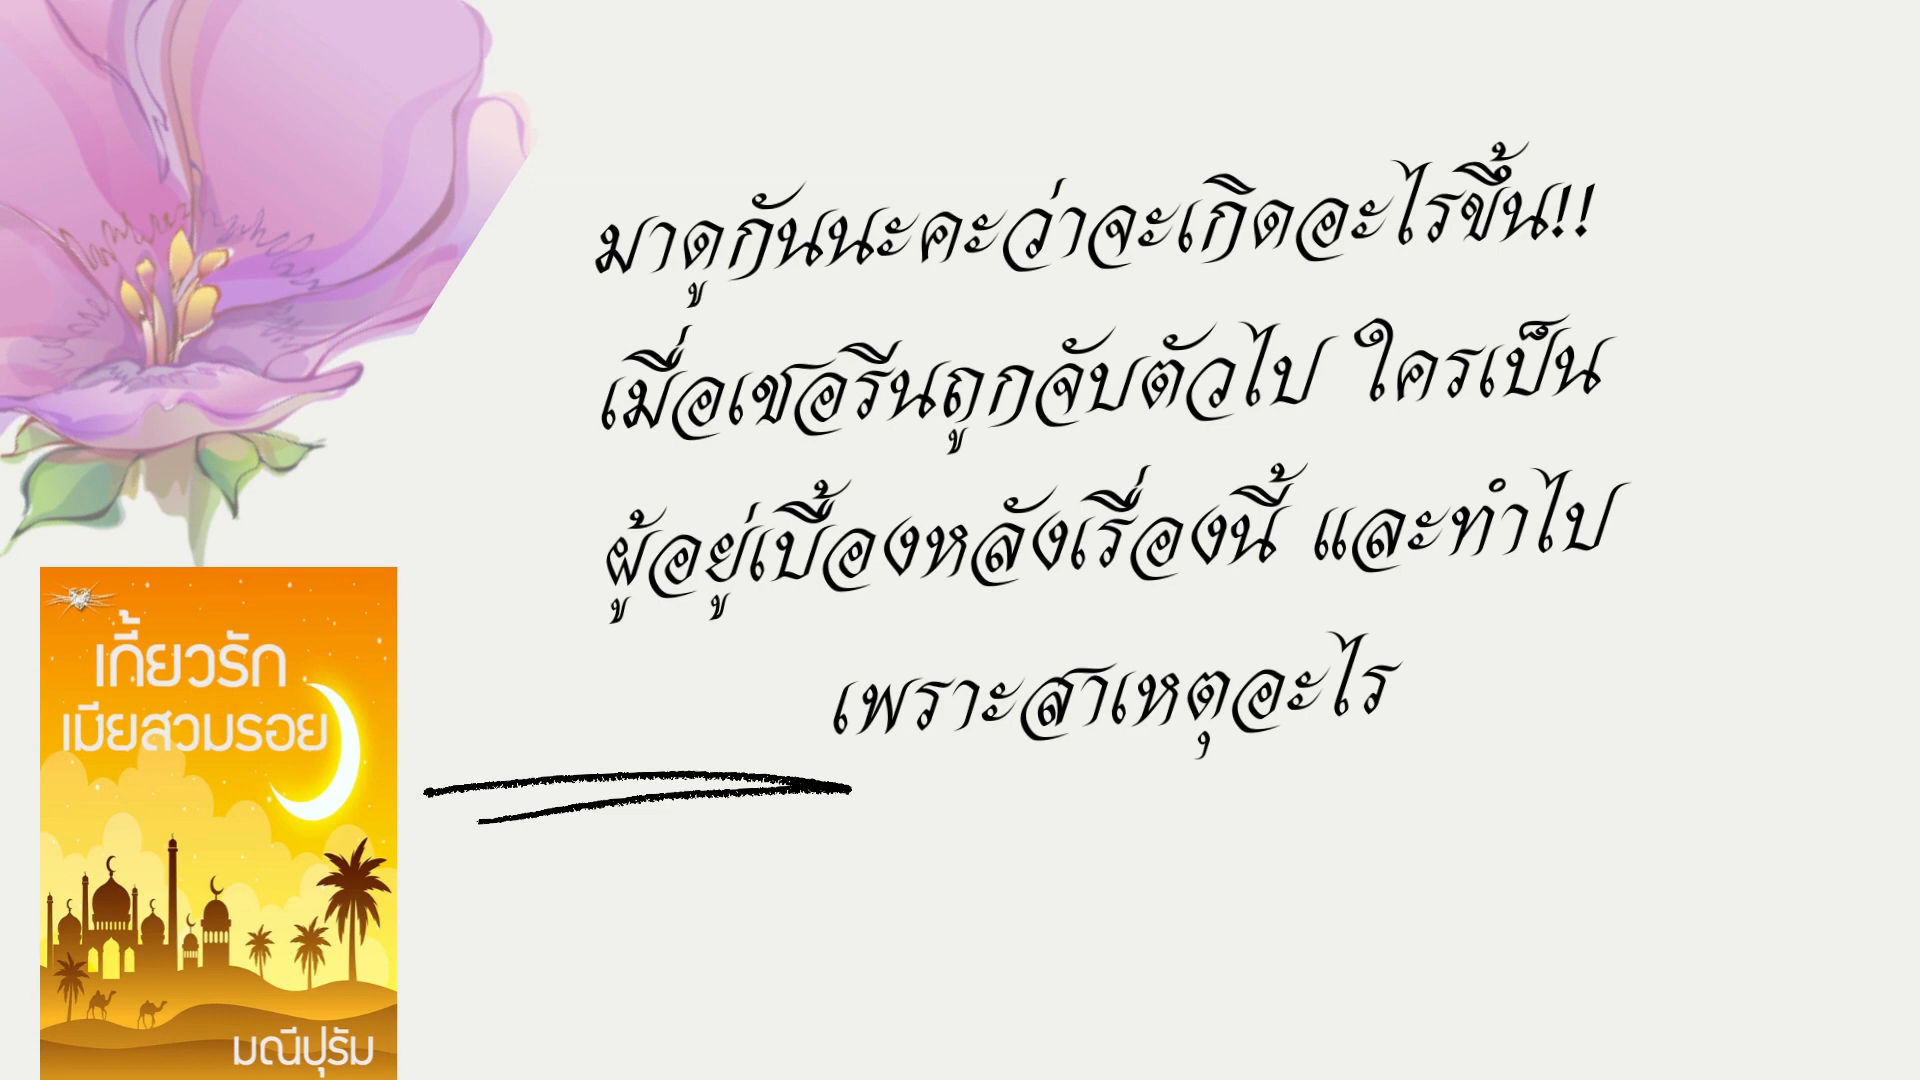 มาดูกันนะคะว่าจะเกิดอะไรขึ้น!!
เมื่อเชอรีนถูกจับตัวไป ใครเป็น
ผู้อยู่เบื้องหลังเรื่องนี้ และทำไป
เพราะสาเหตุอะไร
เกี้ยวรัก
เมียสวมรอย
มณีปุรัม